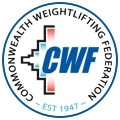 COMMONWEALTH WEIGHTLIFTING FEDERATION
CWF
~ EST 1947 ~